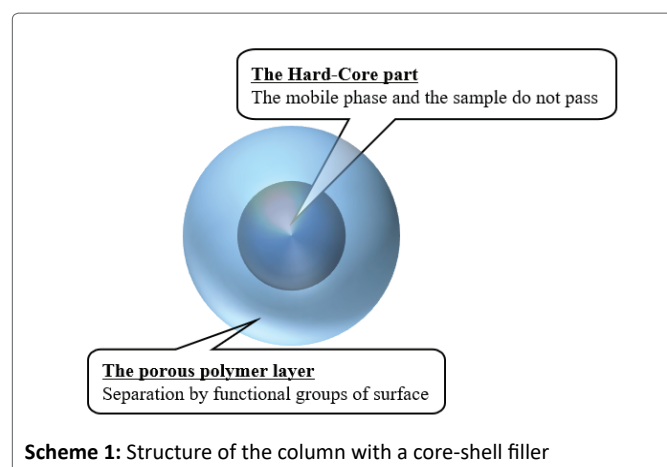 The Hard-Core part
The mobile phase and the sample do not pass
The porous polymer layer
Separation by functional groups of surface
Scheme 1: Structure of the column with a core-shell filler